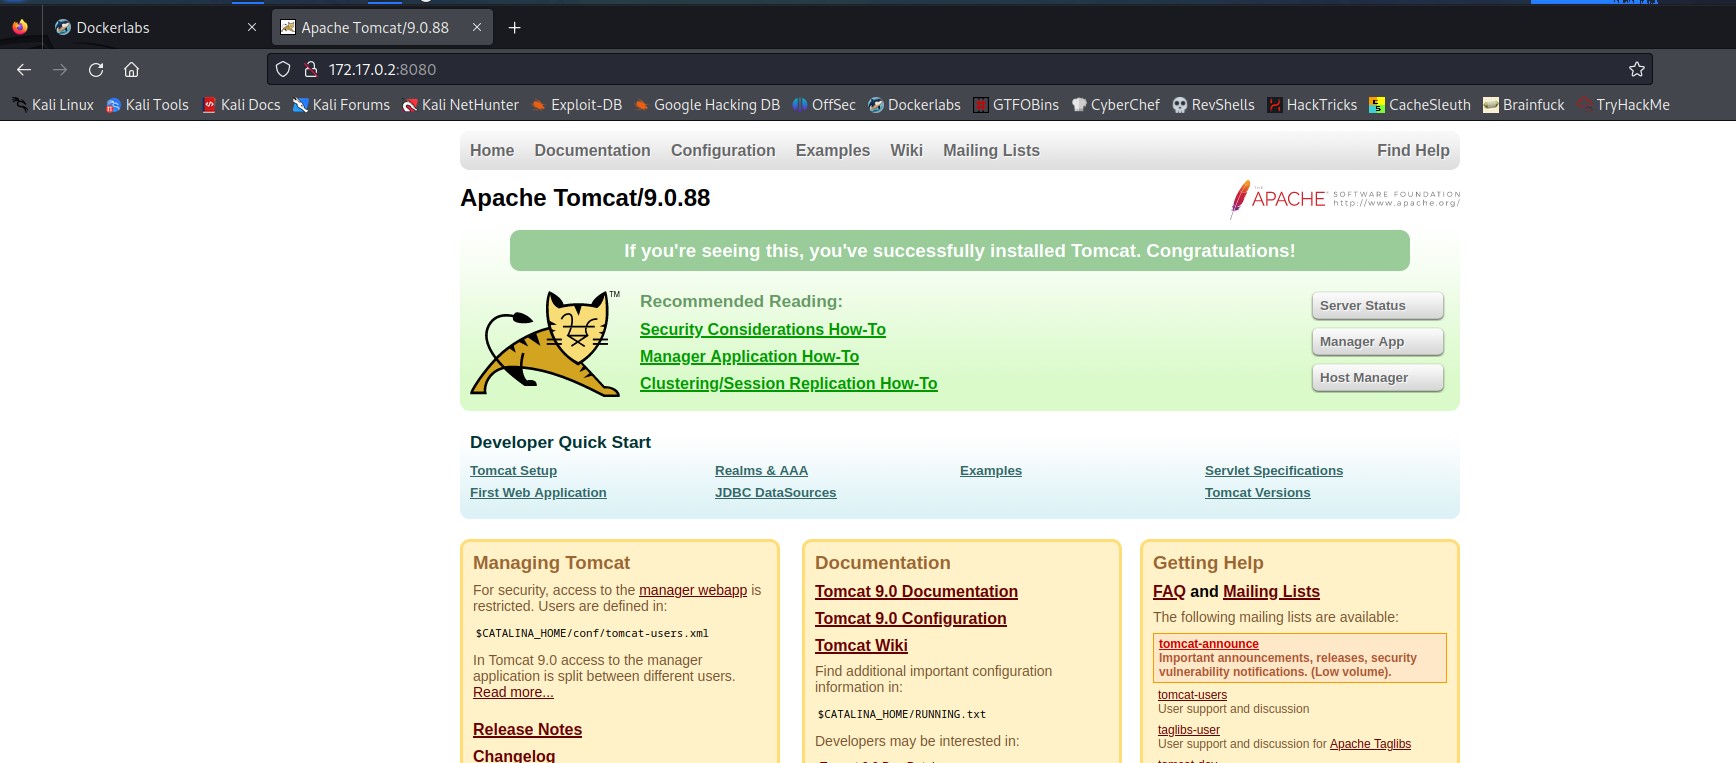 Dockerlabs
Apache Tomcat/9.0.88
172.17.0.2:8080
Kali Linux Kali Tools Kali Docs Kali Forums Kali NetHunter Exploit-DB Google Hacking DB OffSec Dockerlabs GTFOBins CyberChef RevShells HackTricks CacheSleuth Brainfuck TryHackMe
Home Documentation Configuration Examples Wiki Mailing Lists Find Help
Apache Tomcat/9.0.88
THE
APACHE SOFTWARE FOUNDATION
http://www.apache.org/
If you're seeing this, you've successfully installed Tomcat. Congratulations!
TM
Recommended Reading:
Security Considerations How-To
Manager Application How-To
Clustering/Session Replication How-To
Server Status
Manager App
Host Manager
Developer Quick Start
Tomcat Setup Realms & AAA Examples Servlet Specifications
First Web Application JDBC DataSources Tomcat Versions
Managing Tomcat
For security, access to the manager webapp is
restricted. Users are defined in:
$CATALINA_HOME/conf/tomcat-users.xml
In Tomcat 9.0 access to the manager
application is split between different users.
Read more...
Release Notes
Changelog
Documentation
Tomcat 9.0 Documentation
Tomcat 9.0 Configuration
Tomcat Wiki
Find additional important configuration
information in:
$CATALINA_HOME/RUNNING.txt
Developers may be interested in:
Getting Help
FAQ and Mailing Lists
The following mailing lists are available:
tomcat-announce
Important announcements, releases, security
vulnerability notifications. (Low volume).
tomcat-users
User support and discussion
taglibs-user
User support and discussion for Apache Taglibs